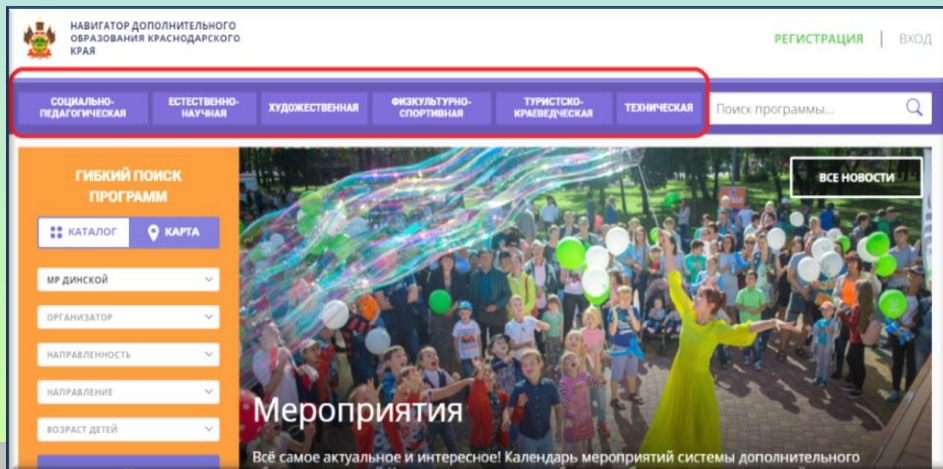 НАВИГАТОР ДОПОЛНИТЕЛЬНОГО
ОБРАЗОВАНИЯ КРАСНОДАРСКОГО
КРАЯ
РЕГИСТРАЦИЯ | ВХОД
СОЦИАЛЬНО-
ПЕДАГОГИЧЕСКАЯ
ЕСТЕСТВЕННО-
НАУЧНАЯ
ХУДОЖЕСТВЕННАЯ
ФИЗКУЛЬТУРНО-
СПОРТИВНАЯ
ТУРИСТСКО-
КРАЕВЕДЧЕСКАЯ
ТЕХНИЧЕСКАЯ
Поиск программы...
ГИБКИЙ ПОИСК
ПРОГРАММ
КАТАЛОГ
КАРТА
МР ДИНСКОЙ
ОРГАНИЗАТОР
НАПРАВЛЕННОСТЬ
НАПРАВЛЕНИЕ
ВОЗРАСТ ДЕТЕЙ
ВСЕ НОВОСТИ
Мероприятия
Всё самое актуальное и интересное! Календарь мероприятий системы дополнительного